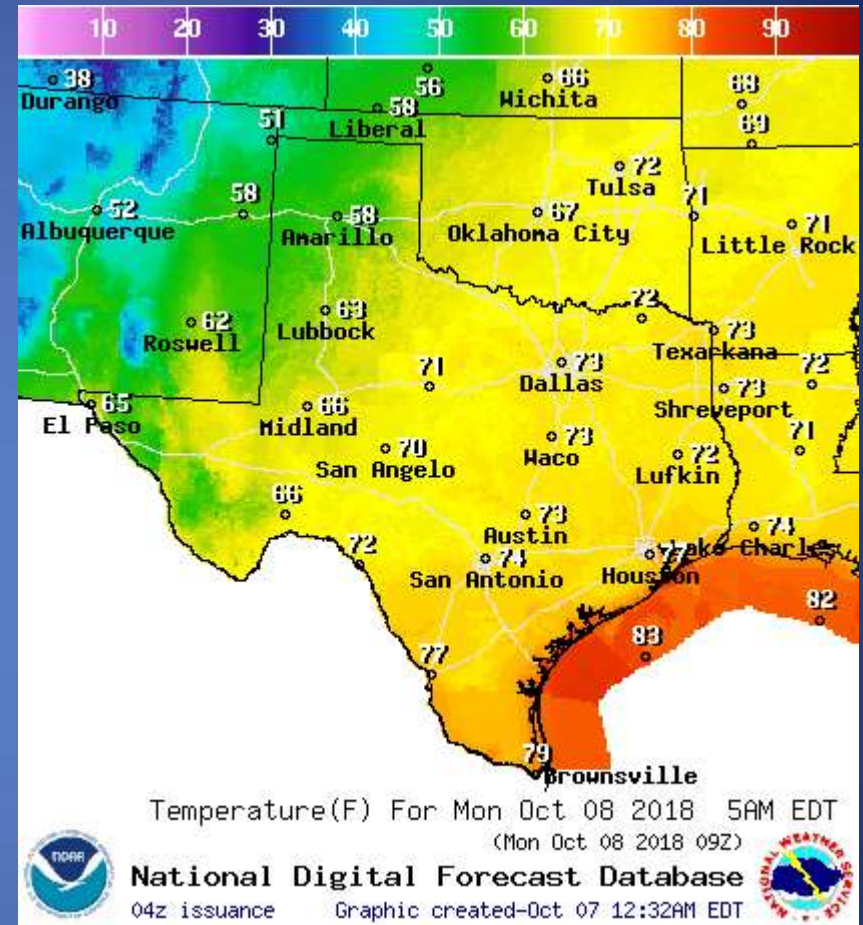 10 20 30 40 50 60 70 80 90
38 56 66 68
Durango Wichita
58
Liberal
51 69
72
Tulsa
52 58 58 67 71 71
Albuquerque Amarillo Oklahoma City Little Rock
62 63 72 73
Roswell Lubbock Texarkana
71 73 73 72
Dallas Shreveport
65 66
El Paso Midland
70 73 72 71
San Angelo Waco Lufkin
66 73 74
Austin Lake Charles
72 74 77
San Antonio Houston
77 83 82
79
Brownsville
Temperature(F) For Mon Oct 08 2018 5AM EDT
(Mon Oct 08 2018 09Z)
National Digital Forecast Database
04z issuance Graphic created-Oct 07 12:32AM EDT
NOAA
NATIONAL WEATHER SERVICE